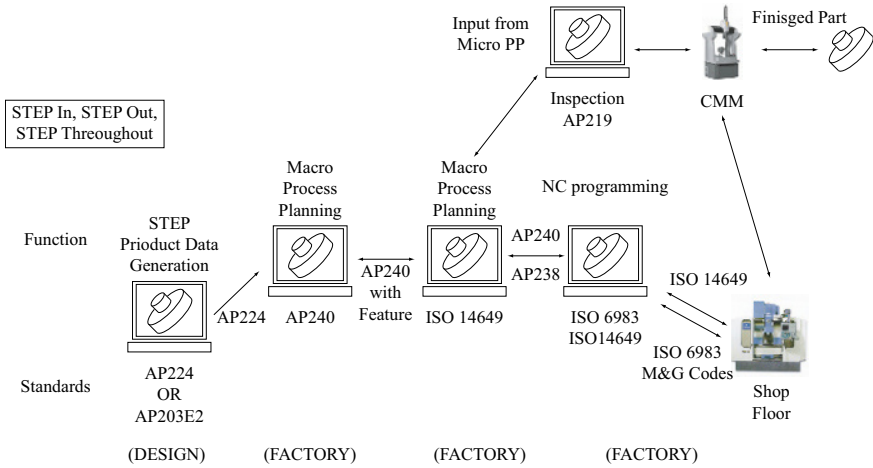 Input from
Micro PP
Finisged Part
Inspection
AP219
CMM
STEP In, STEP Out,
STEP Threoughout
Macro
Process
Planning
Macro
Process
Planning
NC programming
Function
STEP
Prioduct Data
Generation
AP224
AP240
AP240
with
Feature
ISO 14649
AP240
AP238
ISO 6983
ISO14649
ISO 14649
ISO 6983
M&G Codes
Shop
Floor
Standards
AP224
OR
AP203E2
(DESIGN)
(FACTORY)
(FACTORY)
(FACTORY)